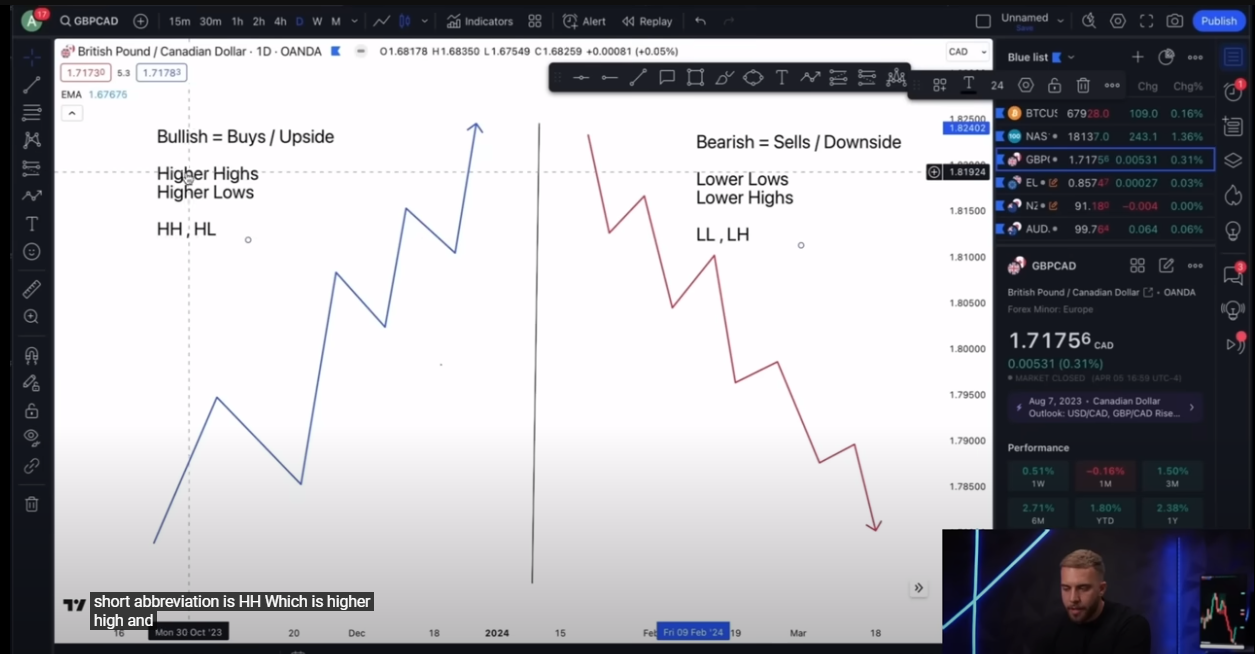 A 17 GBPCAD 15m 30m 1h 2h 4h D W M Indicators Alert Replay Unnamed Save Publish
British Pound / Canadian Dollar · 1D · OANDA O1.68178 H1.68350 L1.67549 C1.68259 +0.00081 (+0.05%) CAD
1.71730 5.3 1.71783
EMA 1.67676
24
Bullish = Buys / Upside
Higher Highs
Higher Lows
HH , HL
Bearish = Sells / Downside
Lower Lows
Lower Highs
LL , LH
1.82500
1.82402
1.81924
1.81500
1.81000
1.80500
1.80000
1.79500
1.79000
1.78500
short abbreviation is HH Which is higher
high and
16 Mon 30 Oct '23 20 Dec 18 2024 15 Feb Fri 09 Feb '24 19 Mar 18
Blue list
Chg Chg%
BTCUS 67928.0 109.0 0.16%
NAS 18137.0 243.1 1.36%
GBP 1.71756 0.00531 0.31%
EU 0.85747 0.00027 0.03%
NZ 91.180 −0.004 0.00%
AUD. 99.764 0.064 0.06%
1
GBPCAD
British Pound / Canadian Dollar · OANDA
Forex Minor: Europe
1.71756 CAD
0.00531 (0.31%)
MARKET CLOSED (APR 05 16:59 UTC-4)
Aug 7, 2023 · Canadian Dollar
Outlook: USD/CAD, GBP/CAD Rise...
3
Performance
0.51% −0.16% 1.50%
1W 1M 3M
2.71% 1.80% 2.38%
6M YTD 1Y